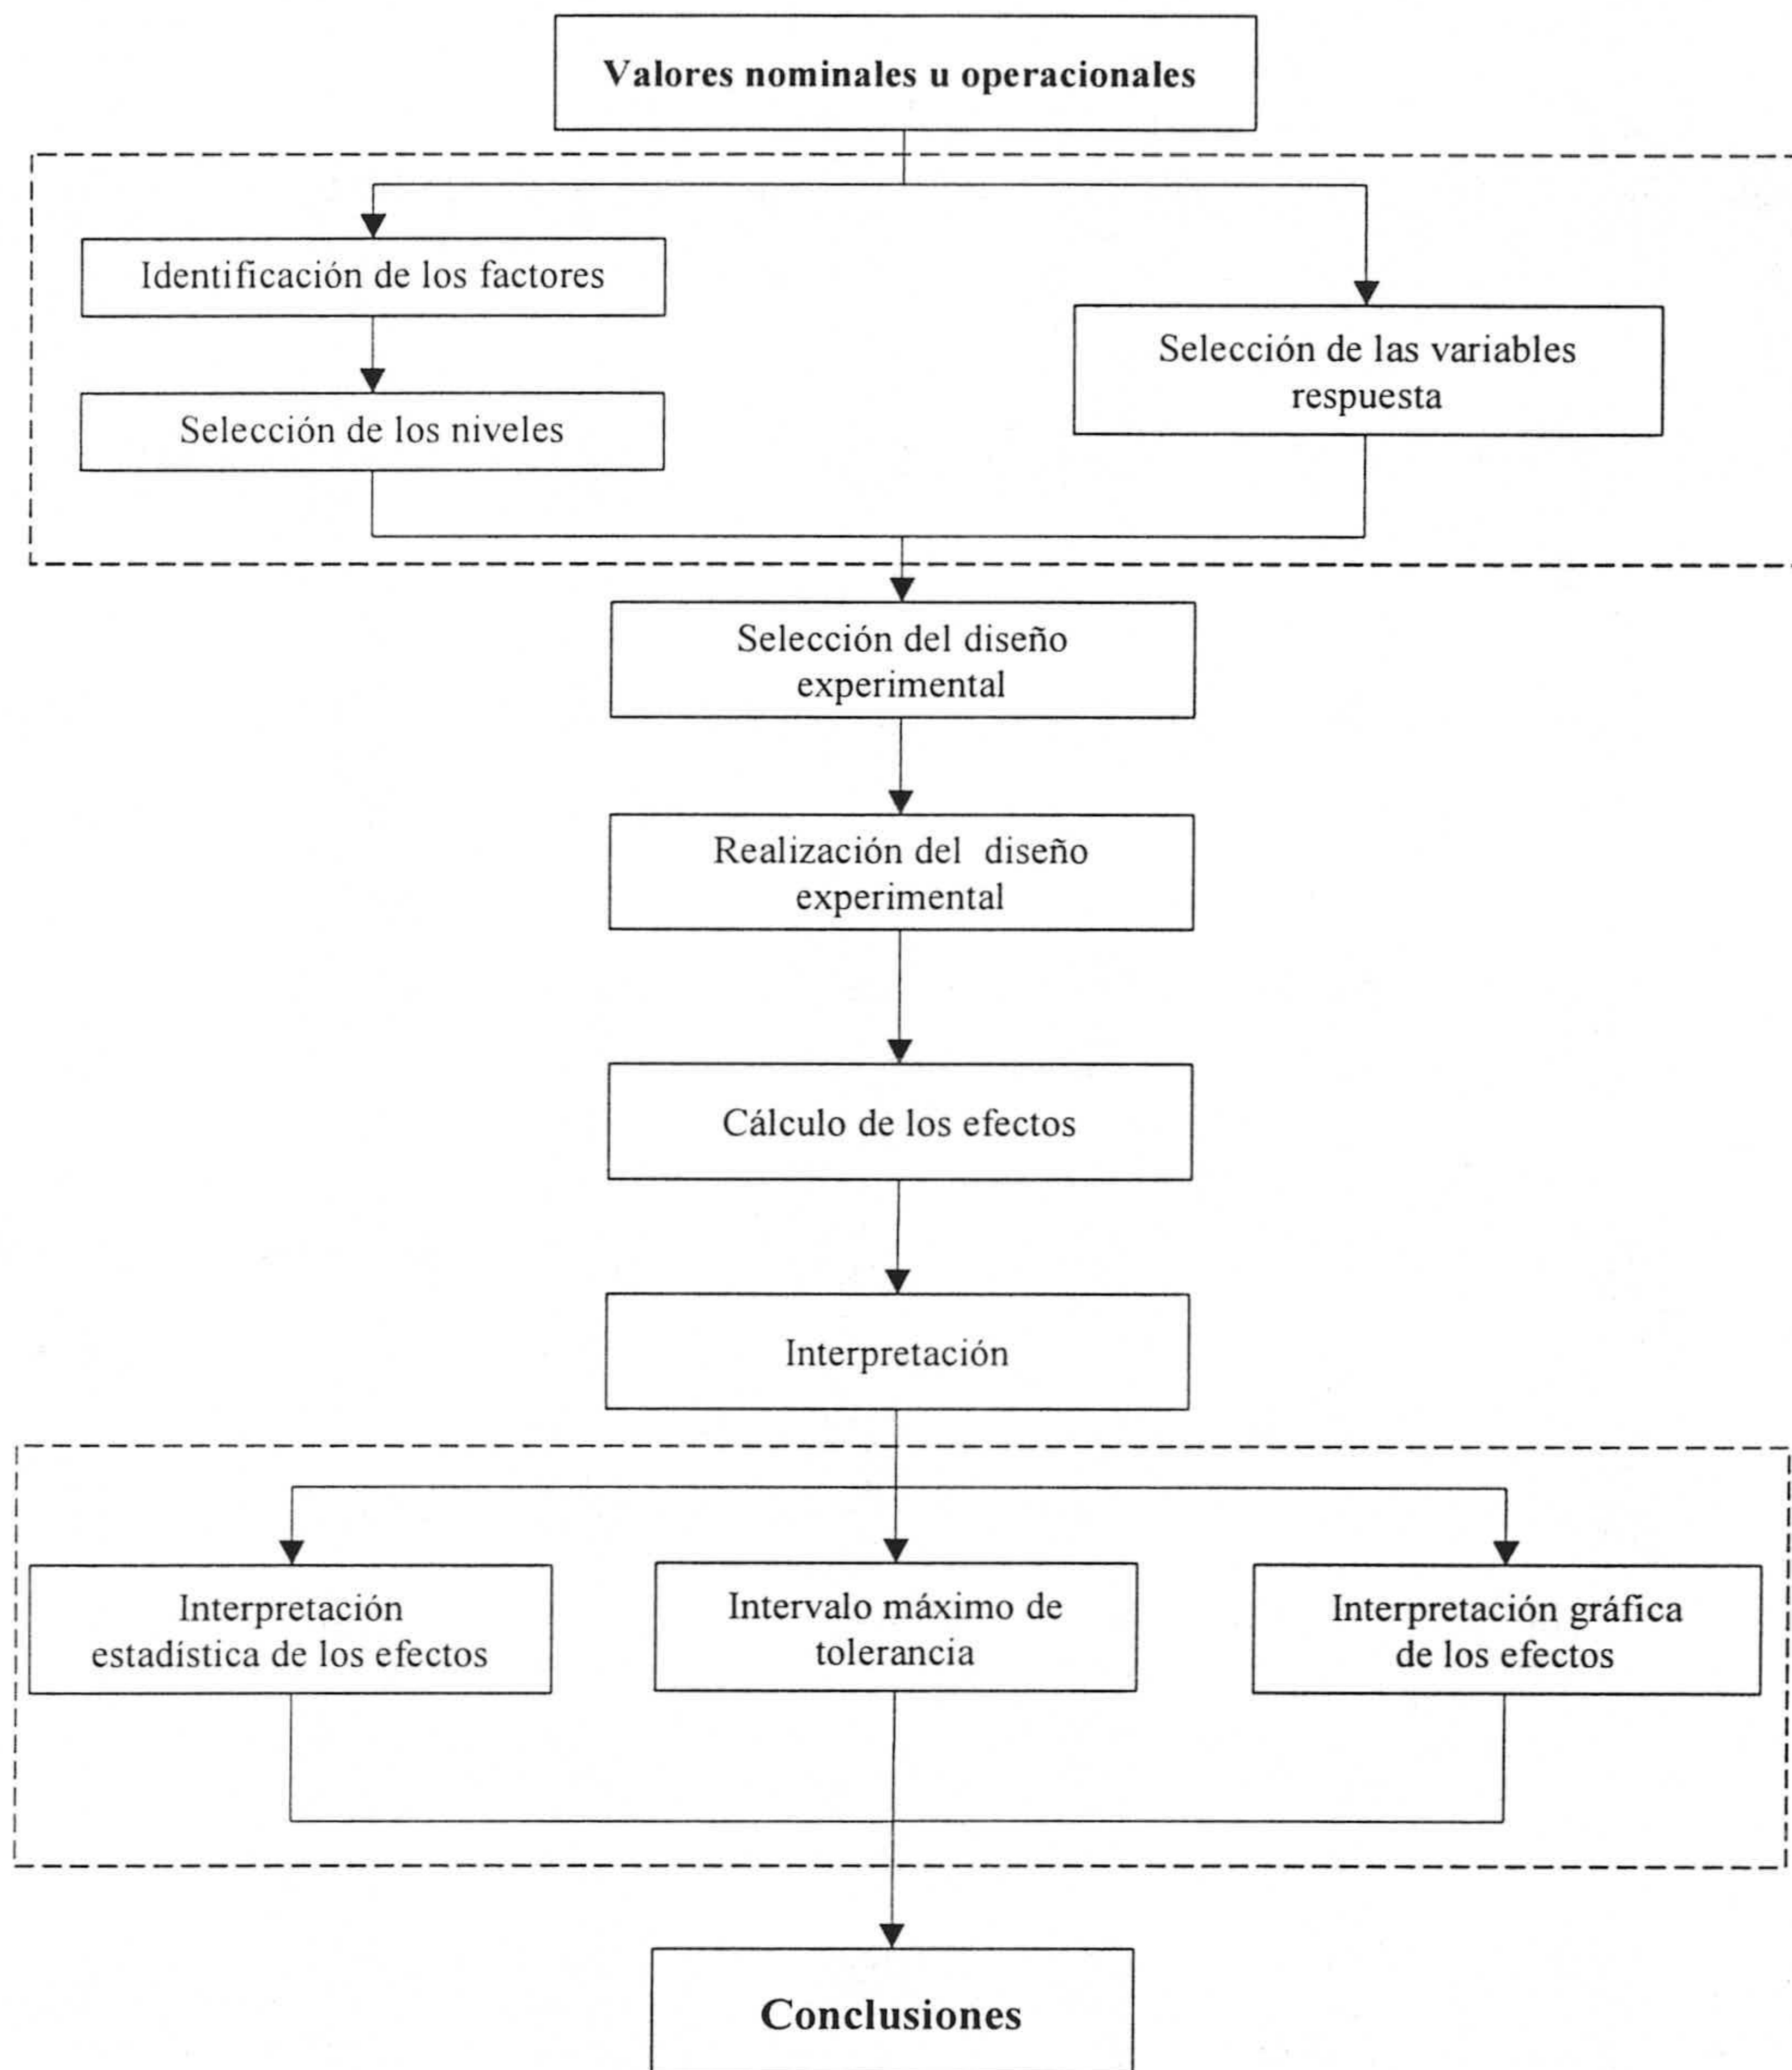 Valores nominales u operacionales
Identificación de los factores
Selección de los niveles
Selección de las variables
respuesta
Selección del diseño
experimental
Realización del diseño
experimental
Cálculo de los efectos
Interpretación
Interpretación
estadística de los efectos
Intervalo máximo de
tolerancia
Interpretación gráfica
de los efectos
Conclusiones